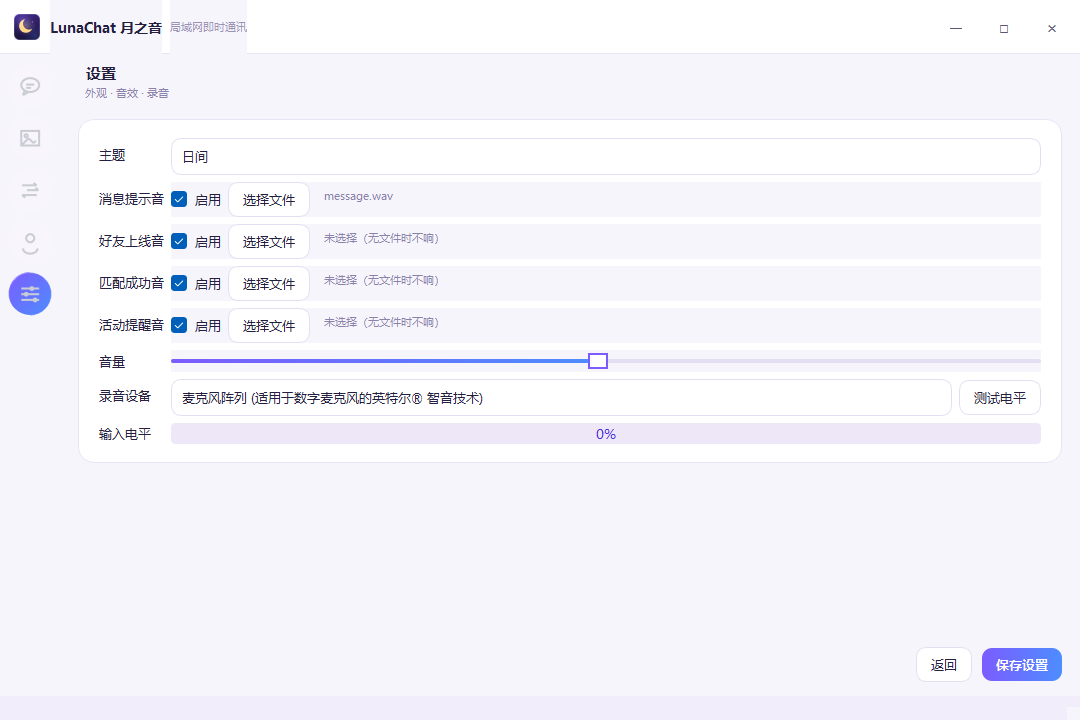 LunaChat 月之音 局域网即时通讯
设置
外观 · 音效 · 录音
主题 日间
消息提示音 启用 选择文件 message.wav
好友上线音 启用 选择文件 未选择（无文件时不响）
匹配成功音 启用 选择文件 未选择（无文件时不响）
活动提醒音 启用 选择文件 未选择（无文件时不响）
音量
录音设备 麦克风阵列 (适用于数字麦克风的英特尔® 智音技术) 测试电平
输入电平 0%
返回 保存设置